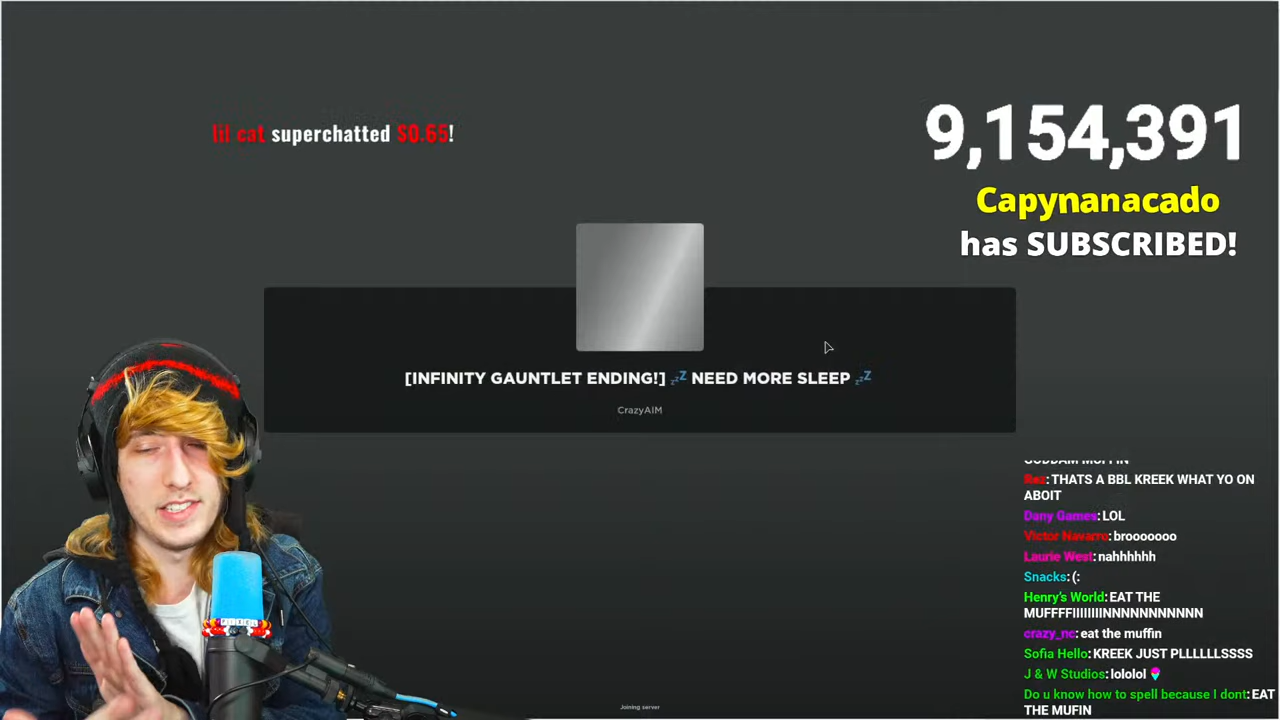 lil cat superchatted $0.65!
9,154,391
Capynanacado
has SUBSCRIBED!
[INFINITY GAUNTLET ENDING!] 💤 NEED MORE SLEEP 💤
CrazyAIM
Rez: THATS A BBL KREEK WHAT YO ON
ABOIT
Dany Games: LOL
Victor Navarro: brooooooo
Laurie West: nahhhhhh
Snacks: (:
Henry's World: EAT THE
MUFFFFIIIIIIIINNNNNNNNNNN
crazy_nc: eat the muffin
Sofia Hello: KREEK JUST PLLLLLLSSSS
J & W Studios: lololol 🍧
Do u know how to spell because I dont: EAT
THE MUFIN
Joining server